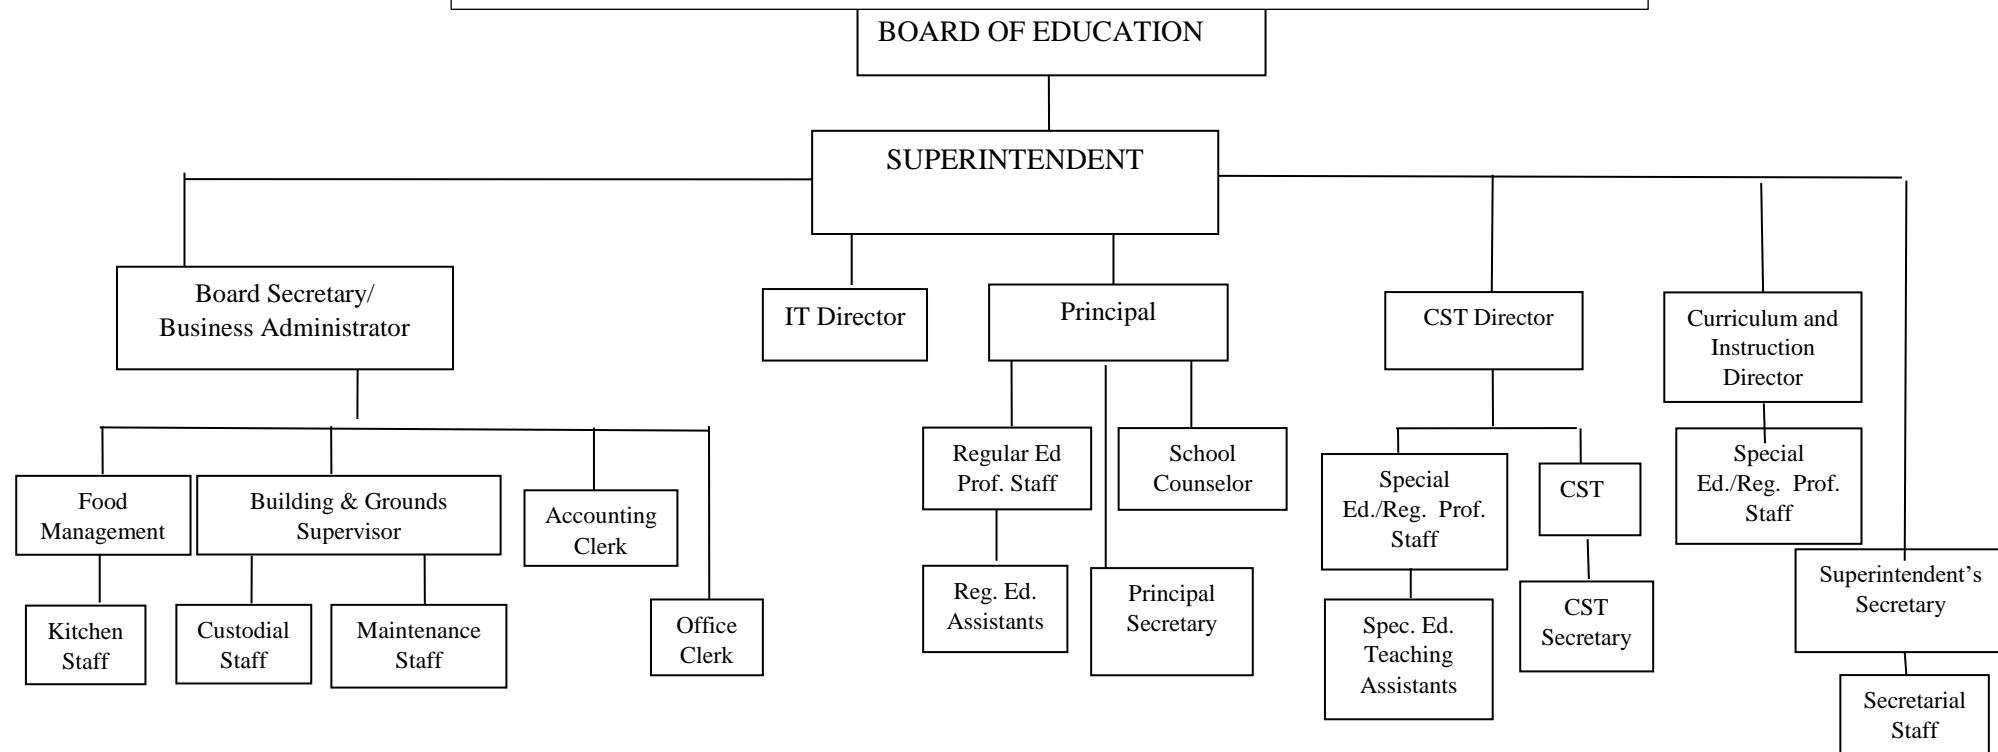 BOARD OF EDUCATION
SUPERINTENDENT
Board Secretary/
Business Administrator
IT Director
Principal
CST Director
Curriculum and
Instruction
Director
Food
Management
Building & Grounds
Supervisor
Accounting
Clerk
Regular Ed
Prof. Staff
School
Counselor
Special
Ed./Reg. Prof.
Staff
CST
Special
Ed./Reg. Prof.
Staff
Kitchen
Staff
Custodial
Staff
Maintenance
Staff
Office
Clerk
Reg. Ed.
Assistants
Principal
Secretary
Spec. Ed.
Teaching
Assistants
CST
Secretary
Superintendent’s
Secretary
Secretarial
Staff